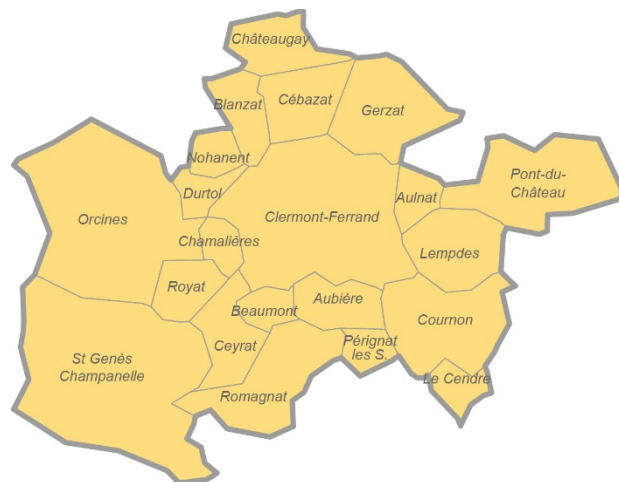 Châteaugay
Blanzat
Cébazat
Gerzat
Nohanent
Pont-du-
Château
Durtol
Aulnat
Orcines
Clermont-Ferrand
Chamalières
Lempdes
Royat
Beaumont
Aubière
Cournon
Ceyrat
Pérignat
les S.
St Genès
Champanelle
Le Cendre
Romagnat